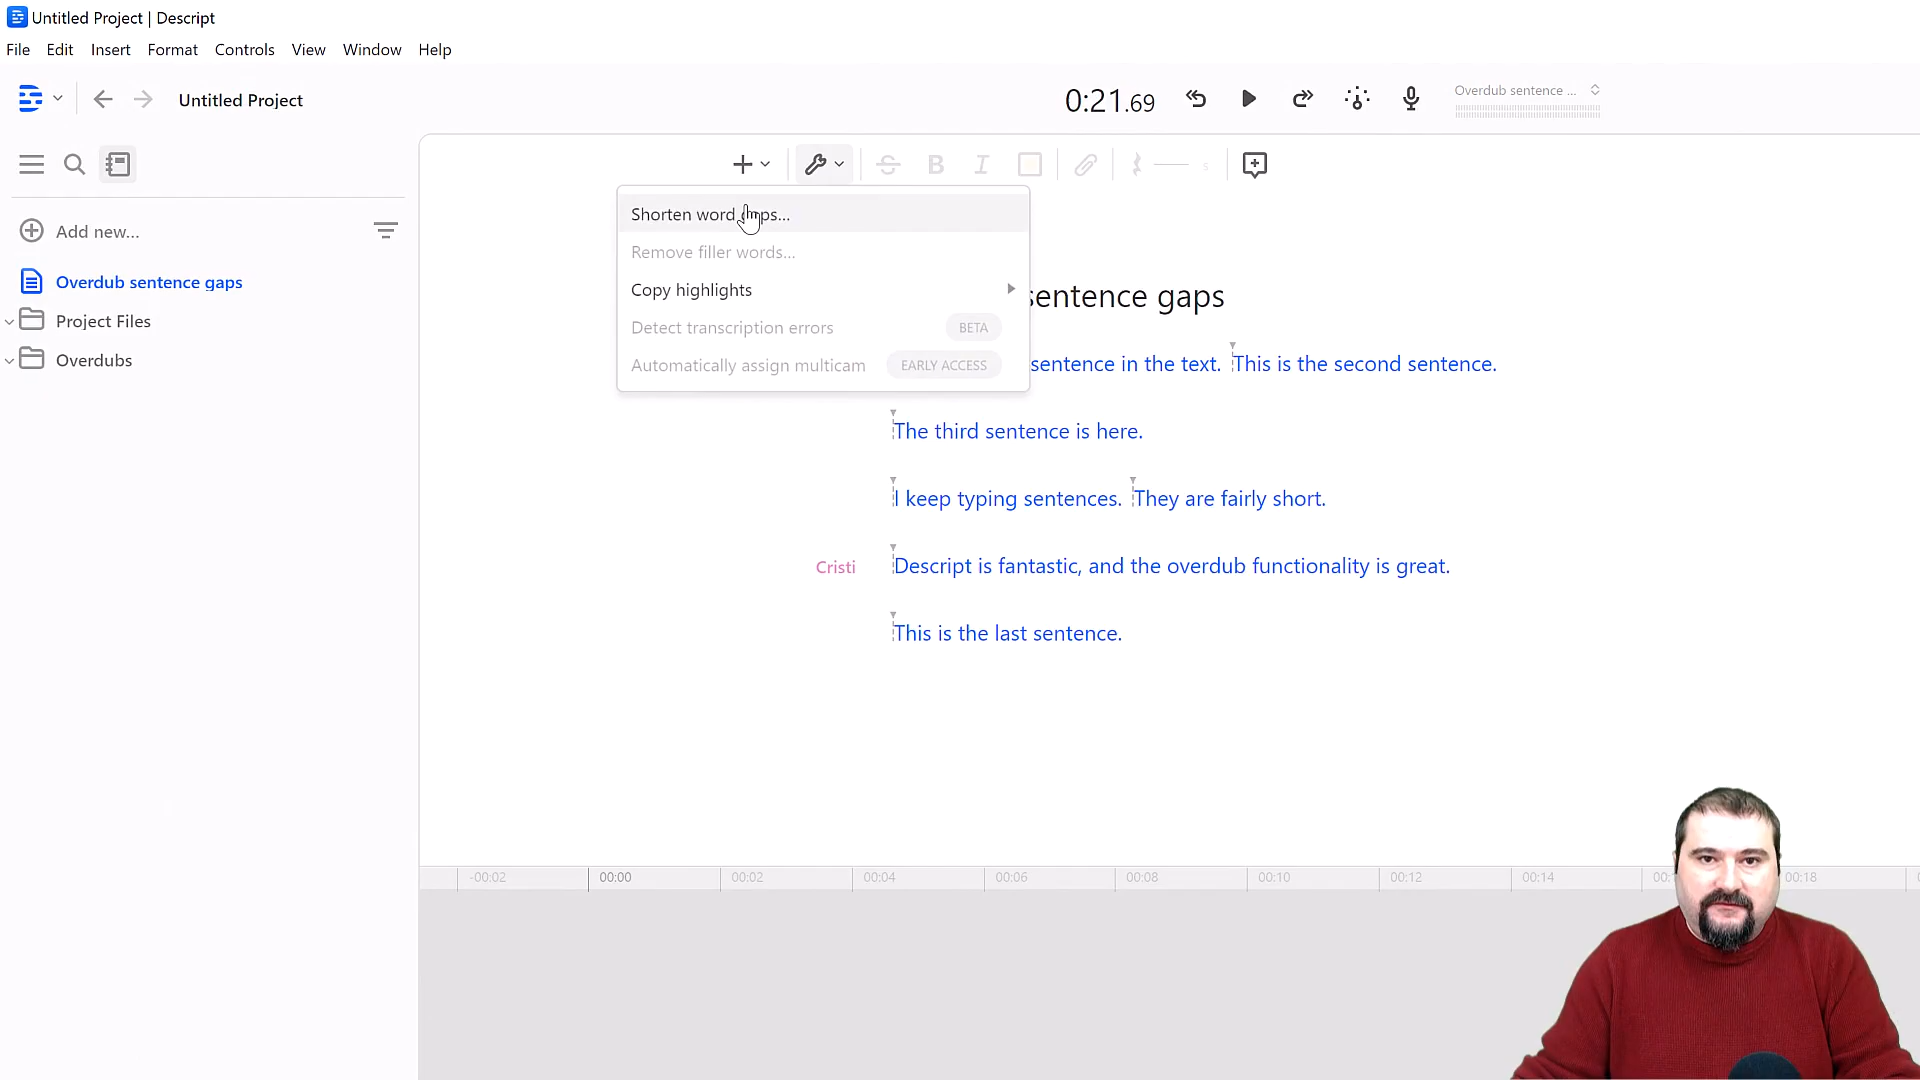 Untitled Project | Descript
File Edit Insert Format Controls View Window Help
Untitled Project
0:21.69
Overdub sentence ...
s
Add new...
Overdub sentence gaps
Project Files
Overdubs
Shorten word
Remove filler words...
Copy highlights
Detect transcription errors BETA
Automatically assign multicam EARLY ACCESS
sentence gaps
sentence in the text. This is the second sentence.
The third sentence is here.
I keep typing sentences. They are fairly short.
Cristi Descript is fantastic, and the overdub functionality is great.
This is the last sentence.
-00:02 00:00 00:02 00:04 00:06 00:08 00:10 00:12 00:14 00:18